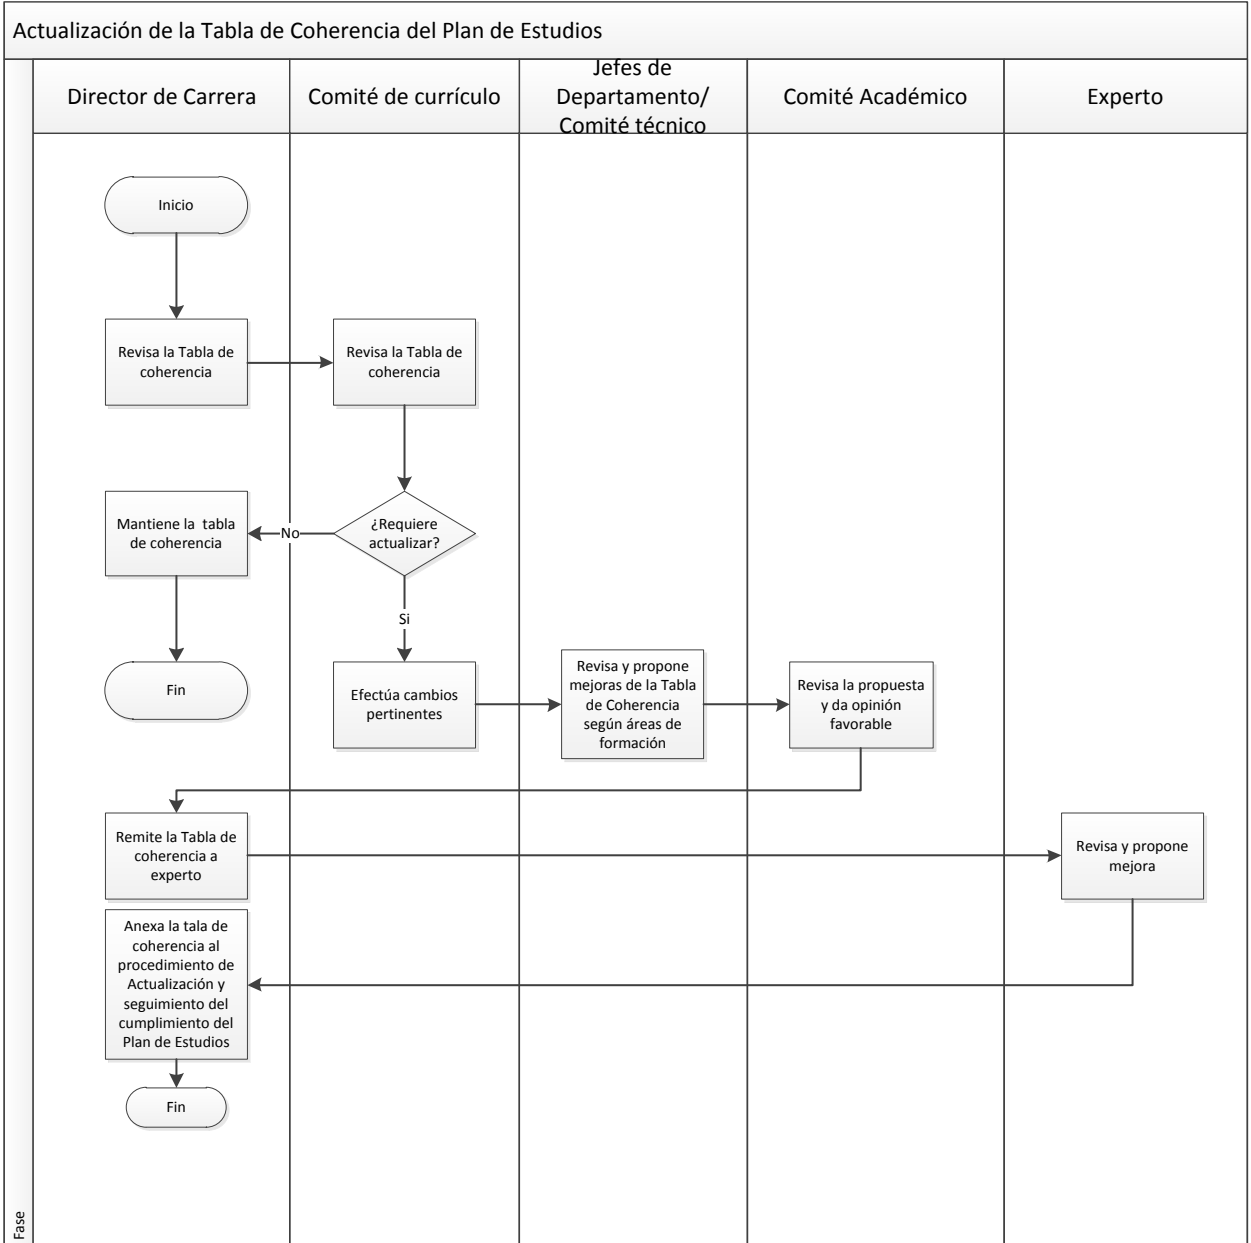 Actualización de la Tabla de Coherencia del Plan de Estudios
Director de Carrera
Comité de currículo
Jefes de
Departamento/
Comité técnico
Comité Académico
Experto
Inicio
Revisa la Tabla de
coherencia
Revisa la Tabla de
coherencia
Mantiene la tabla
de coherencia
No
¿Requiere
actualizar?
Si
Fin
Efectúa cambios
pertinentes
Revisa y propone
mejoras de la Tabla
de Coherencia
según áreas de
formación
Revisa la propuesta
y da opinión
favorable
Remite la Tabla de
coherencia a
experto
Revisa y propone
mejora
Anexa la tala de
coherencia al
procedimiento de
Actualización y
seguimiento del
cumplimiento del
Plan de Estudios
Fin
Fase